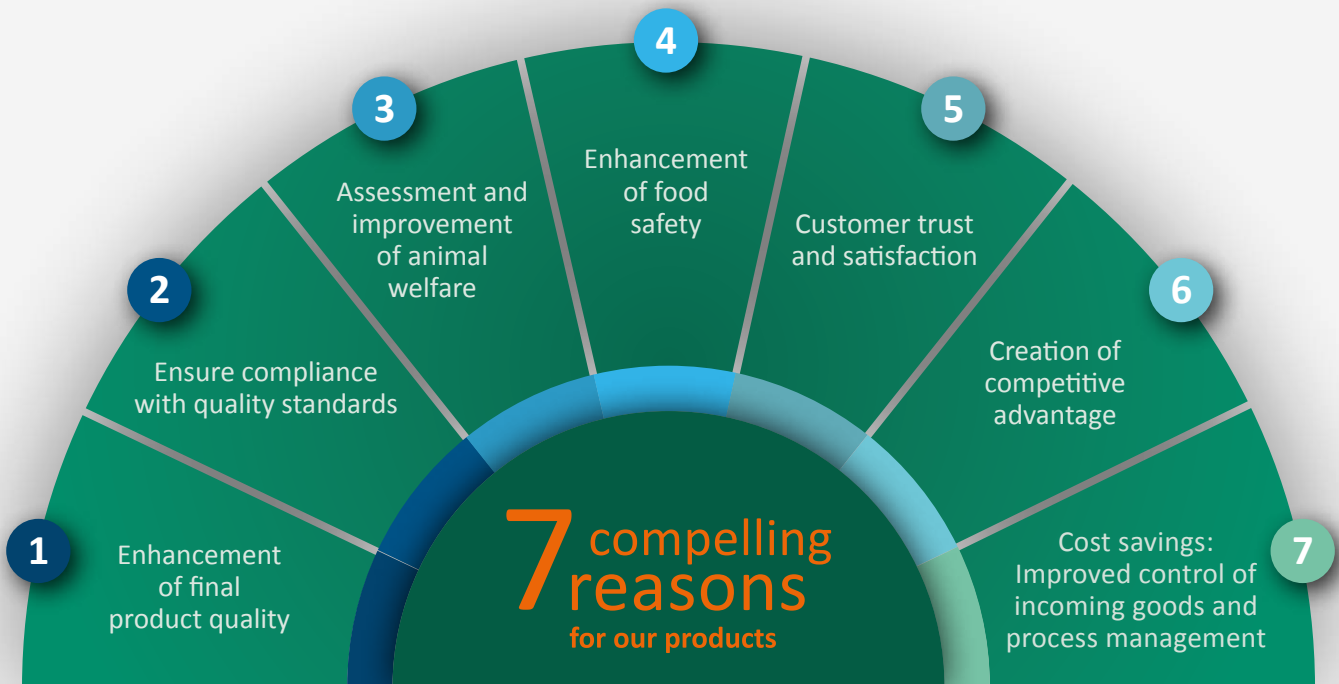 1
Enhancement
of final
product quality
2
Ensure compliance
with quality standards
3
Assessment and
improvement
of animal
welfare
4
Enhancement
of food
safety
5
Customer trust
and satisfaction
6
Creation of
competitive
advantage
7
Cost savings:
Improved control of
incoming goods and
process management
7 compelling
reasons
for our products